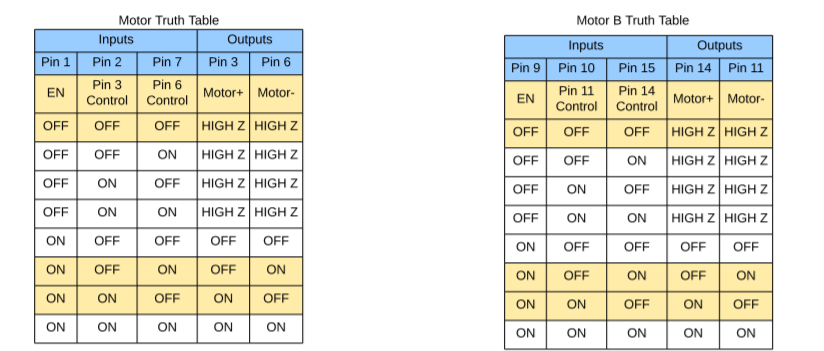 Motor Truth Table
Inputs Outputs
Pin 1 Pin 2 Pin 7 Pin 3 Pin 6
EN Pin 3 Control Pin 6 Control Motor+ Motor-
OFF OFF OFF HIGH Z HIGH Z
OFF OFF ON HIGH Z HIGH Z
OFF ON OFF HIGH Z HIGH Z
OFF ON ON HIGH Z HIGH Z
ON OFF OFF OFF OFF
ON OFF ON OFF ON
ON ON OFF ON OFF
ON ON ON ON ON
Motor B Truth Table
Inputs Outputs
Pin 9 Pin 10 Pin 15 Pin 14 Pin 11
EN Pin 11 Control Pin 14 Control Motor+ Motor-
OFF OFF OFF HIGH Z HIGH Z
OFF OFF ON HIGH Z HIGH Z
OFF ON OFF HIGH Z HIGH Z
OFF ON ON HIGH Z HIGH Z
ON OFF OFF OFF OFF
ON OFF ON OFF ON
ON ON OFF ON OFF
ON ON ON ON ON